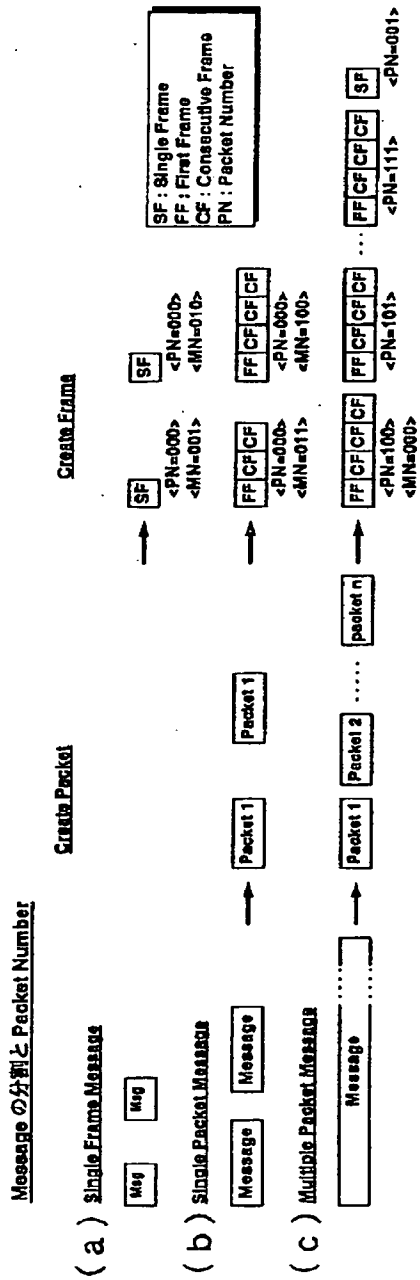 Message の分割と Packet Number
Create Packet
Create Frame
SF : Single Frame
FF : First Frame
CF : Consecutive Frame
PN : Packet Number
(a) Single Frame Message
Msg Msg
SF SF
<PN=000> <PN=000>
<MN=001> <MN=010>
(b) Single Packet Message
Message Message
Packet 1 Packet 1
FF CF CF FF CF CF CF
<PN=000> <PN=000>
<MN=011> <MN=100>
(c) Multiple Packet Message
Message
Packet 1 Packet 2 ····· packet n
FF CF CF CF FF CF CF CF ··· FF CF CF CF SF
<PN=100> <PN=101> <PN=111> <PN=001>
<MN=000>